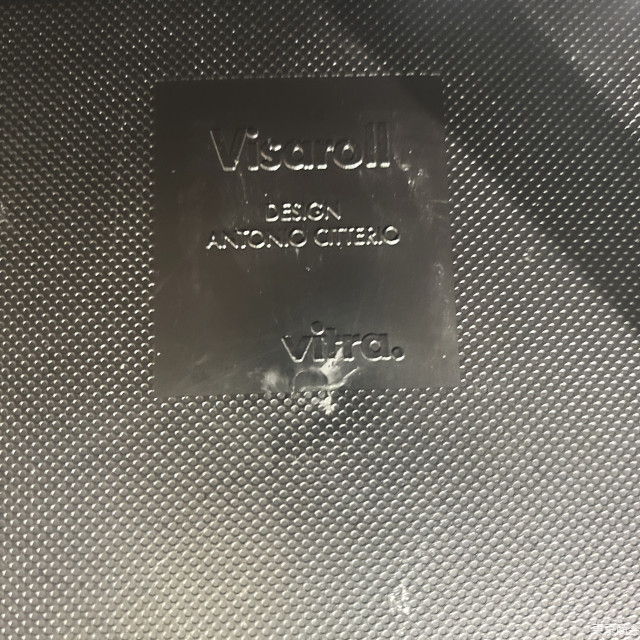 Visaroll
DESIGN
ANTONIO CITTERIO
vitra.